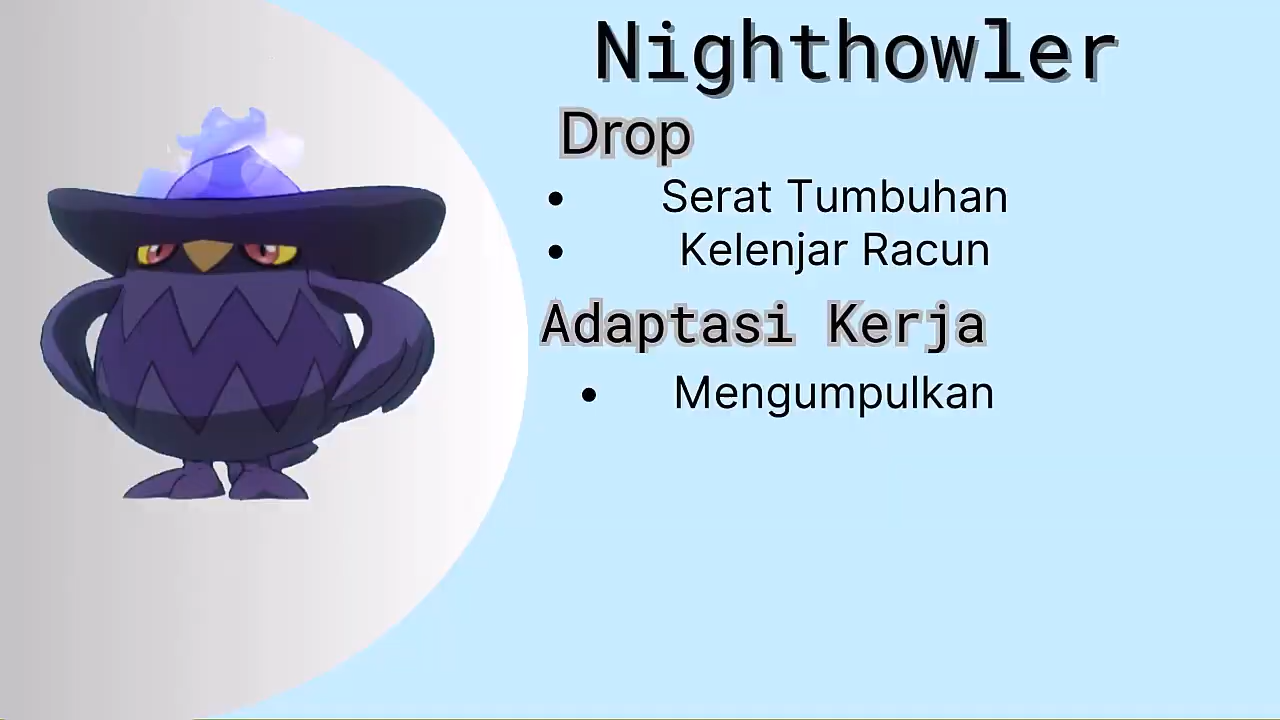 Nighthowler
Drop
• Serat Tumbuhan
• Kelenjar Racun
Adaptasi Kerja
• Mengumpulkan